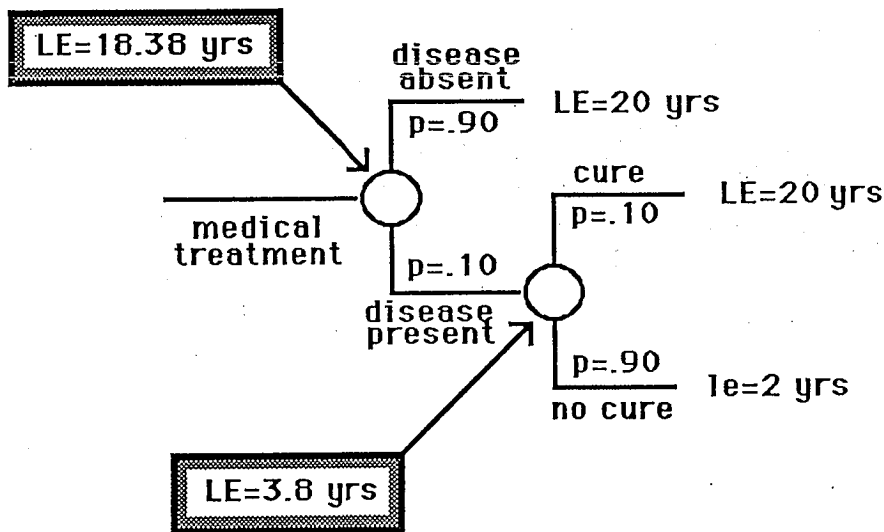 LE=18.38 yrs
disease
absent
p=.90
LE=20 yrs
medical
treatment
cure
p=.10
LE=20 yrs
p=.10
disease
present
p=.90
no cure
le=2 yrs
LE=3.8 yrs